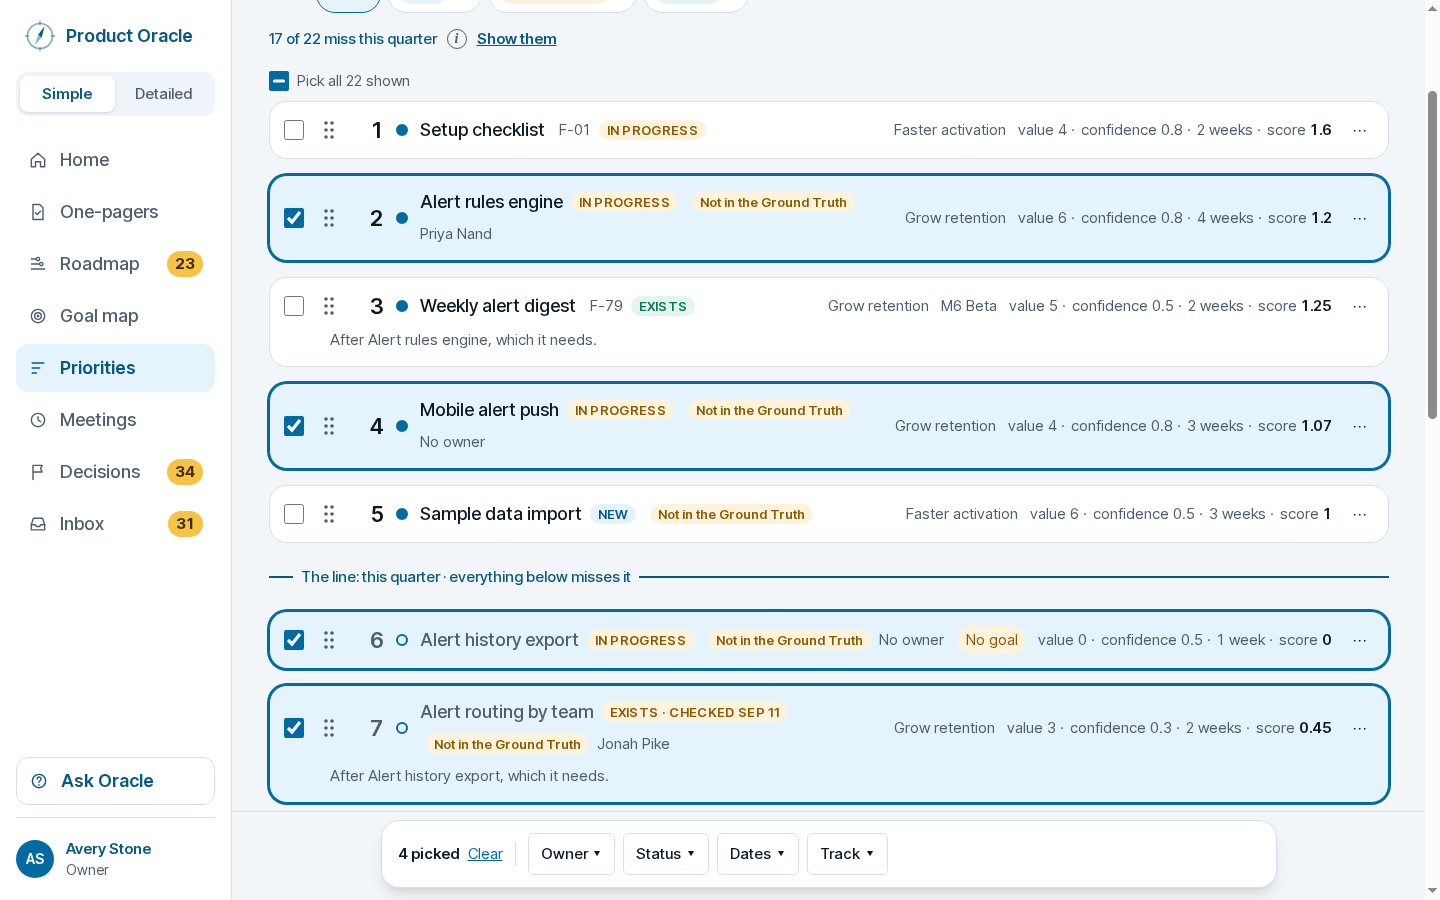 Product Oracle
Simple
Detailed
Home
One-pagers
Roadmap 23
Goal map
Priorities
Meetings
Decisions 34
Inbox 31
Ask Oracle
AS
Avery Stone
Owner
17 of 22 miss this quarter i Show them
Pick all 22 shown
1 Setup checklist F-01 IN PROGRESS Faster activation value 4 · confidence 0.8 · 2 weeks · score 1.6 ...
2 Alert rules engine IN PROGRESS Not in the Ground Truth
Priya Nand
Grow retention value 6 · confidence 0.8 · 4 weeks · score 1.2 ...
3 Weekly alert digest F-79 EXISTS Grow retention M6 Beta value 5 · confidence 0.5 · 2 weeks · score 1.25 ...
After Alert rules engine, which it needs.
4 Mobile alert push IN PROGRESS Not in the Ground Truth
No owner
Grow retention value 4 · confidence 0.8 · 3 weeks · score 1.07 ...
5 Sample data import NEW Not in the Ground Truth Faster activation value 6 · confidence 0.5 · 3 weeks · score 1 ...
The line: this quarter · everything below misses it
6 Alert history export IN PROGRESS Not in the Ground Truth No owner No goal value 0 · confidence 0.5 · 1 week · score 0 ...
7 Alert routing by team EXISTS · CHECKED SEP 11
Not in the Ground Truth Jonah Pike
Grow retention value 3 · confidence 0.3 · 2 weeks · score 0.45 ...
After Alert history export, which it needs.
4 picked Clear Owner ▾ Status ▾ Dates ▾ Track ▾